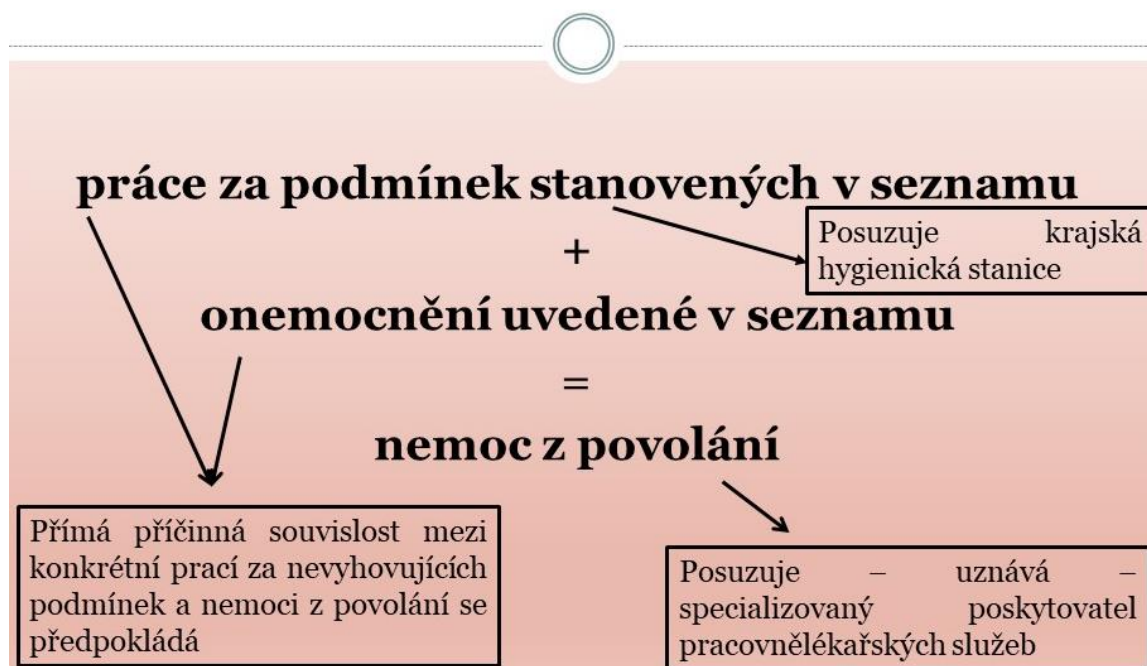 práce za podmínek stanovených v seznamu
Posuzuje krajská
hygienická stanice
+
onemocnění uvedené v seznamu
=
nemoc z povolání
Přímá příčinná souvislost mezi
konkrétní prací za nevyhovujících
podmínek a nemoci z povolání se
předpokládá
Posuzuje – uznává –
specializovaný poskytovatel
pracovnělékařských služeb